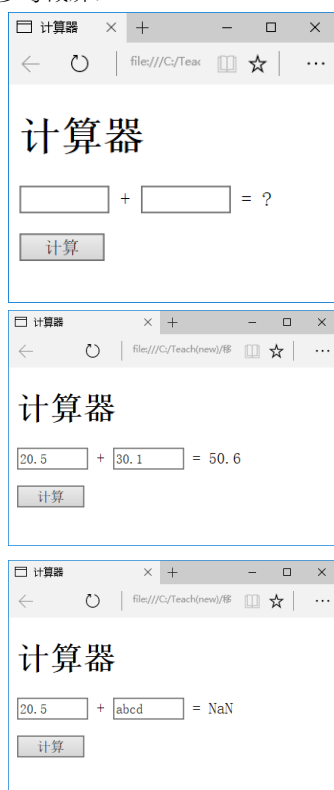 计算器
file:///C:/Teac
计算器
+ = ?
计算
计算器
file:///C:/Teach(new)/移
计算器
20.5 + 30.1 = 50.6
计算
计算器
file:///C:/Teach(new)/移
计算器
20.5 + abcd = NaN
计算